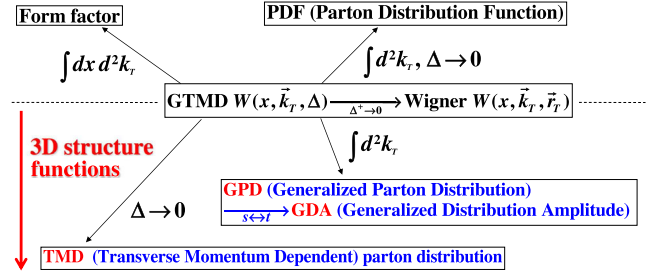 Form factor
PDF (Parton Distribution Function)
∫dx d²k_T
∫d²k_T, Δ→0
GTMD W(x, k⃗_T, Δ) ⟶ Wigner W(x, k⃗_T, r⃗_T)
Δ⁺→0
3D structure
functions
∫d²k_T
GPD (Generalized Parton Distribution)
⟶ GDA (Generalized Distribution Amplitude)
s↔t
Δ→0
TMD (Transverse Momentum Dependent) parton distribution